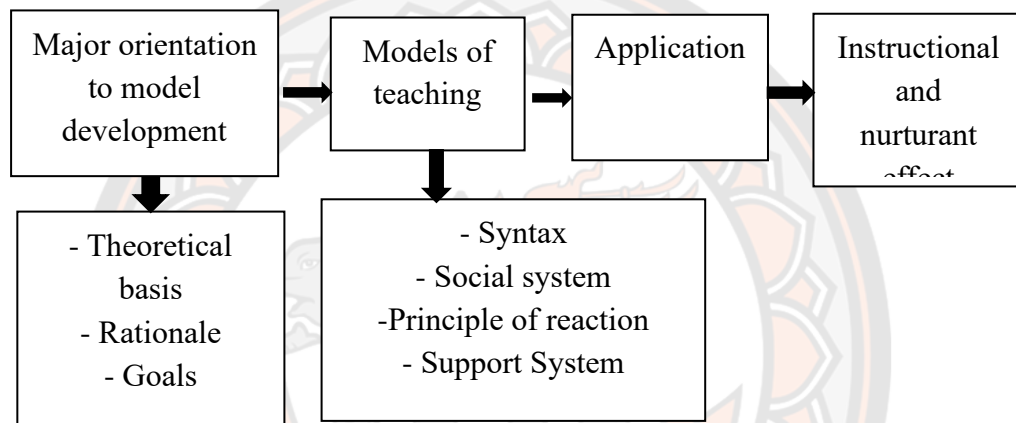 Major orientation
to model
development
Models of
teaching
Application
Instructional
and
nurturant
effect
- Theoretical
basis
- Rationale
- Goals
- Syntax
- Social system
-Principle of reaction
- Support System